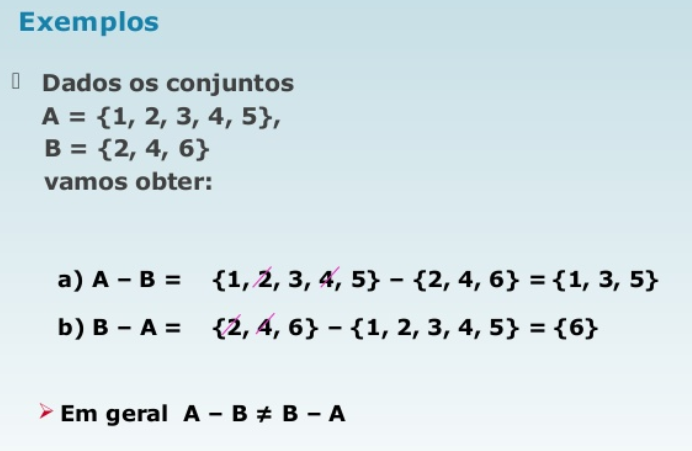 Exemplos
Dados os conjuntos
A = {1, 2, 3, 4, 5},
B = {2, 4, 6}
vamos obter:
a) A – B = {1, 2, 3, 4, 5} – {2, 4, 6} = {1, 3, 5}
b) B – A = {2, 4, 6} – {1, 2, 3, 4, 5} = {6}
➢ Em geral A – B ≠ B – A